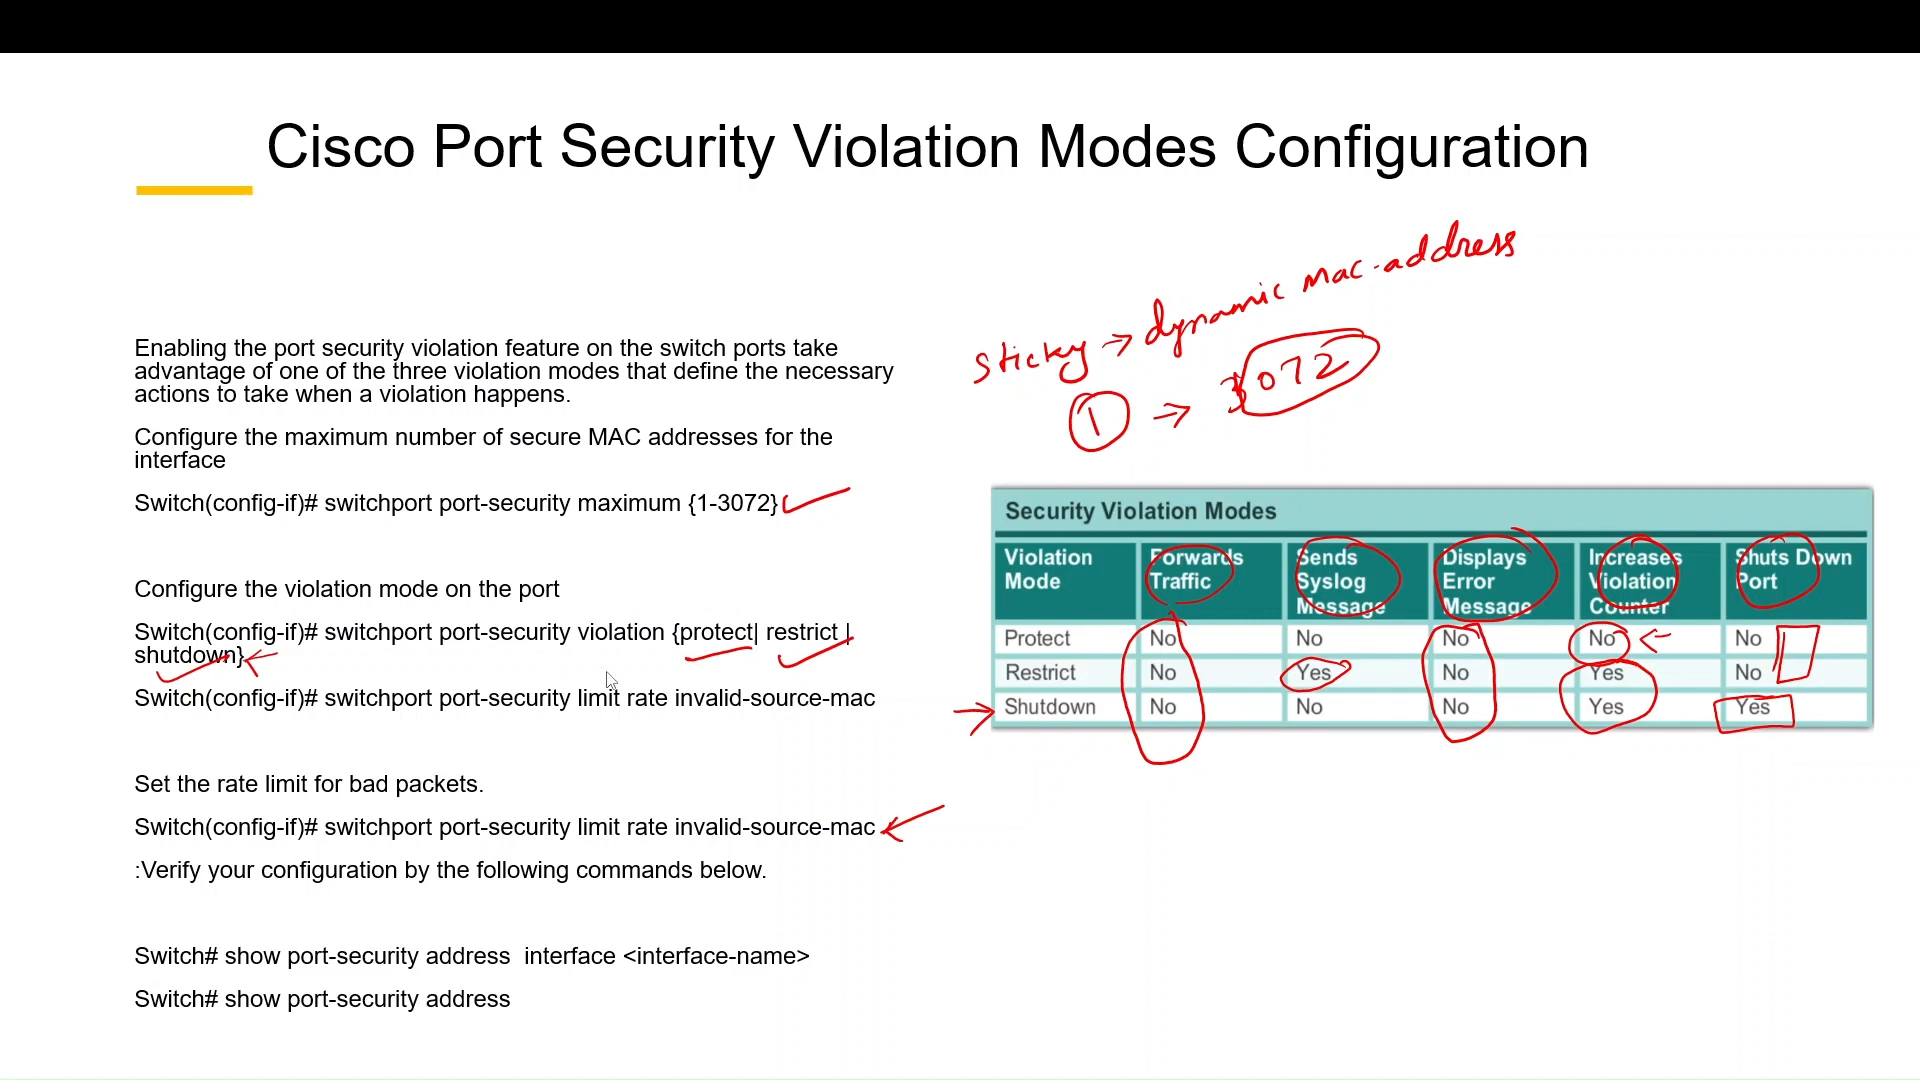 Cisco Port Security Violation Modes Configuration
Enabling the port security violation feature on the switch ports take
advantage of one of the three violation modes that define the necessary
actions to take when a violation happens.
Configure the maximum number of secure MAC addresses for the
interface
Switch(config-if)# switchport port-security maximum {1-3072}
Configure the violation mode on the port
Switch(config-if)# switchport port-security violation {protect| restrict |
shutdown}
Switch(config-if)# switchport port-security limit rate invalid-source-mac
Set the rate limit for bad packets.
Switch(config-if)# switchport port-security limit rate invalid-source-mac
:Verify your configuration by the following commands below.
Switch# show port-security address  interface <interface-name>
Switch# show port-security address
Sticky → dynamic mac-address
1 → 3072
Security Violation Modes
Violation Mode Forwards Traffic Sends Syslog Message Displays Error Message Increases Violation Counter Shuts Down Port
Protect No No No No No
Restrict No Yes No Yes No
Shutdown No No No Yes Yes